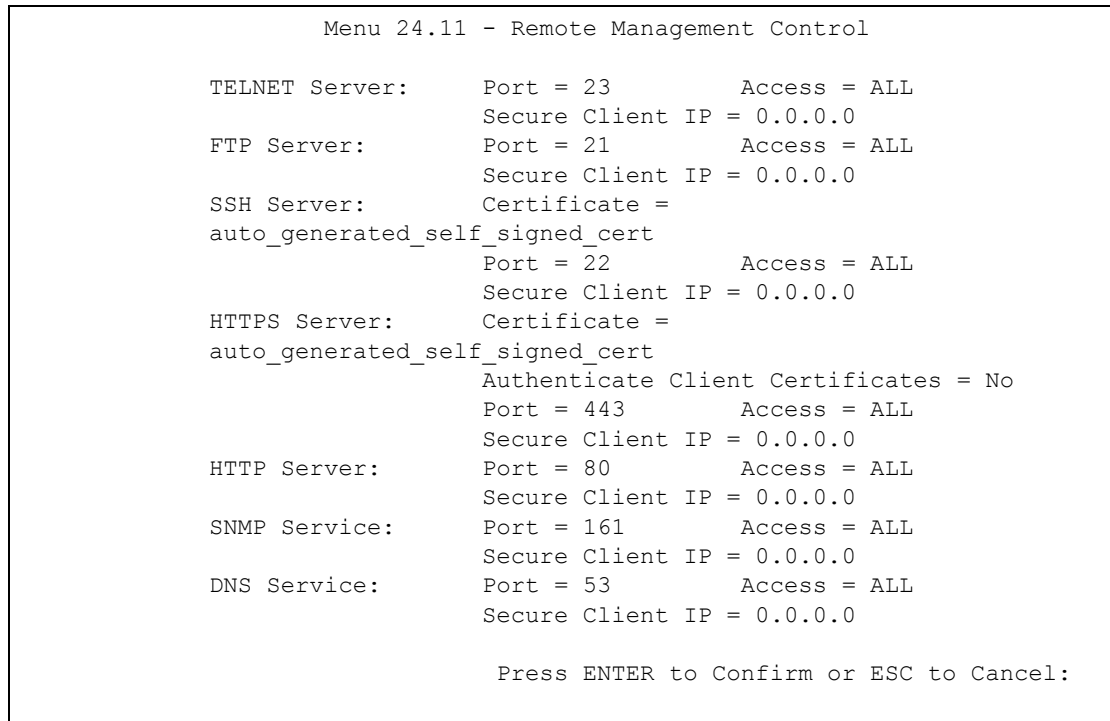 Menu 24.11 - Remote Management Control
TELNET Server: Port = 23 Access = ALL
Secure Client IP = 0.0.0.0
FTP Server: Port = 21 Access = ALL
Secure Client IP = 0.0.0.0
SSH Server: Certificate =
auto_generated_self_signed_cert
Port = 22 Access = ALL
Secure Client IP = 0.0.0.0
HTTPS Server: Certificate =
auto_generated_self_signed_cert
Authenticate Client Certificates = No
Port = 443 Access = ALL
Secure Client IP = 0.0.0.0
HTTP Server: Port = 80 Access = ALL
Secure Client IP = 0.0.0.0
SNMP Service: Port = 161 Access = ALL
Secure Client IP = 0.0.0.0
DNS Service: Port = 53 Access = ALL
Secure Client IP = 0.0.0.0
Press ENTER to Confirm or ESC to Cancel: